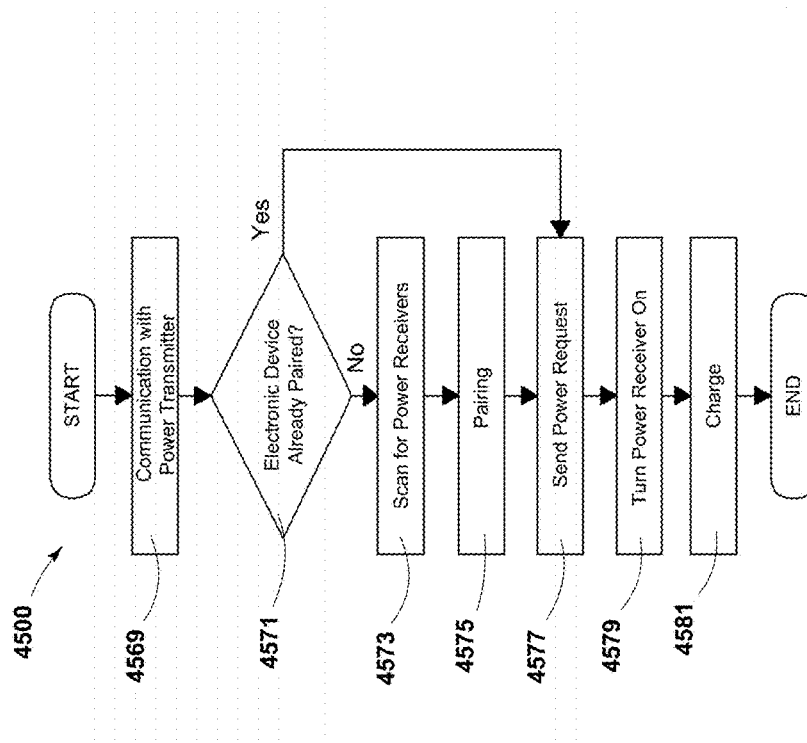 4500
START
4569
Communication with
Power Transmitter
4571
Electronic Device
Already Paired?
Yes
No
4573
Scan for Power Receivers
4575
Pairing
4577
Send Power Request
4579
Turn Power Receiver On
4581
Charge
END